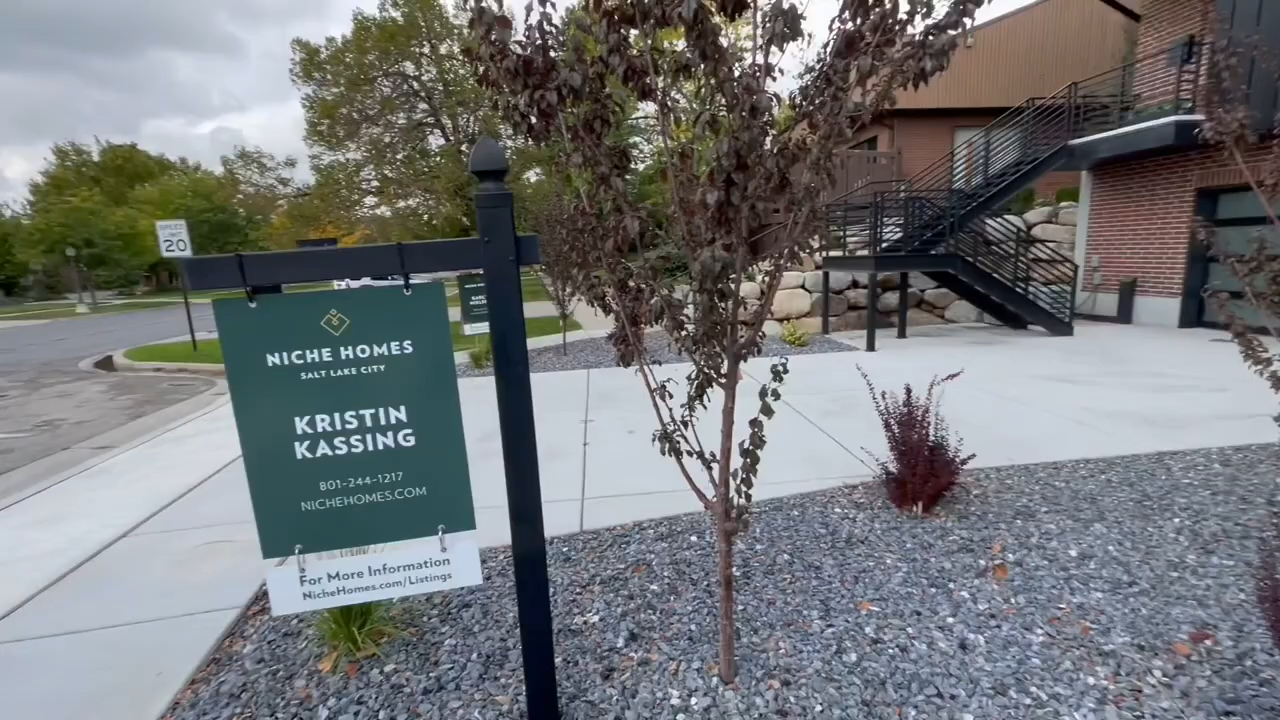 SPEED
LIMIT
20
NICHE HOMES
SALT LAKE CITY
KRISTIN
KASSING
801-244-1217
NICHEHOMES.COM
For More Information
NicheHomes.com/Listings